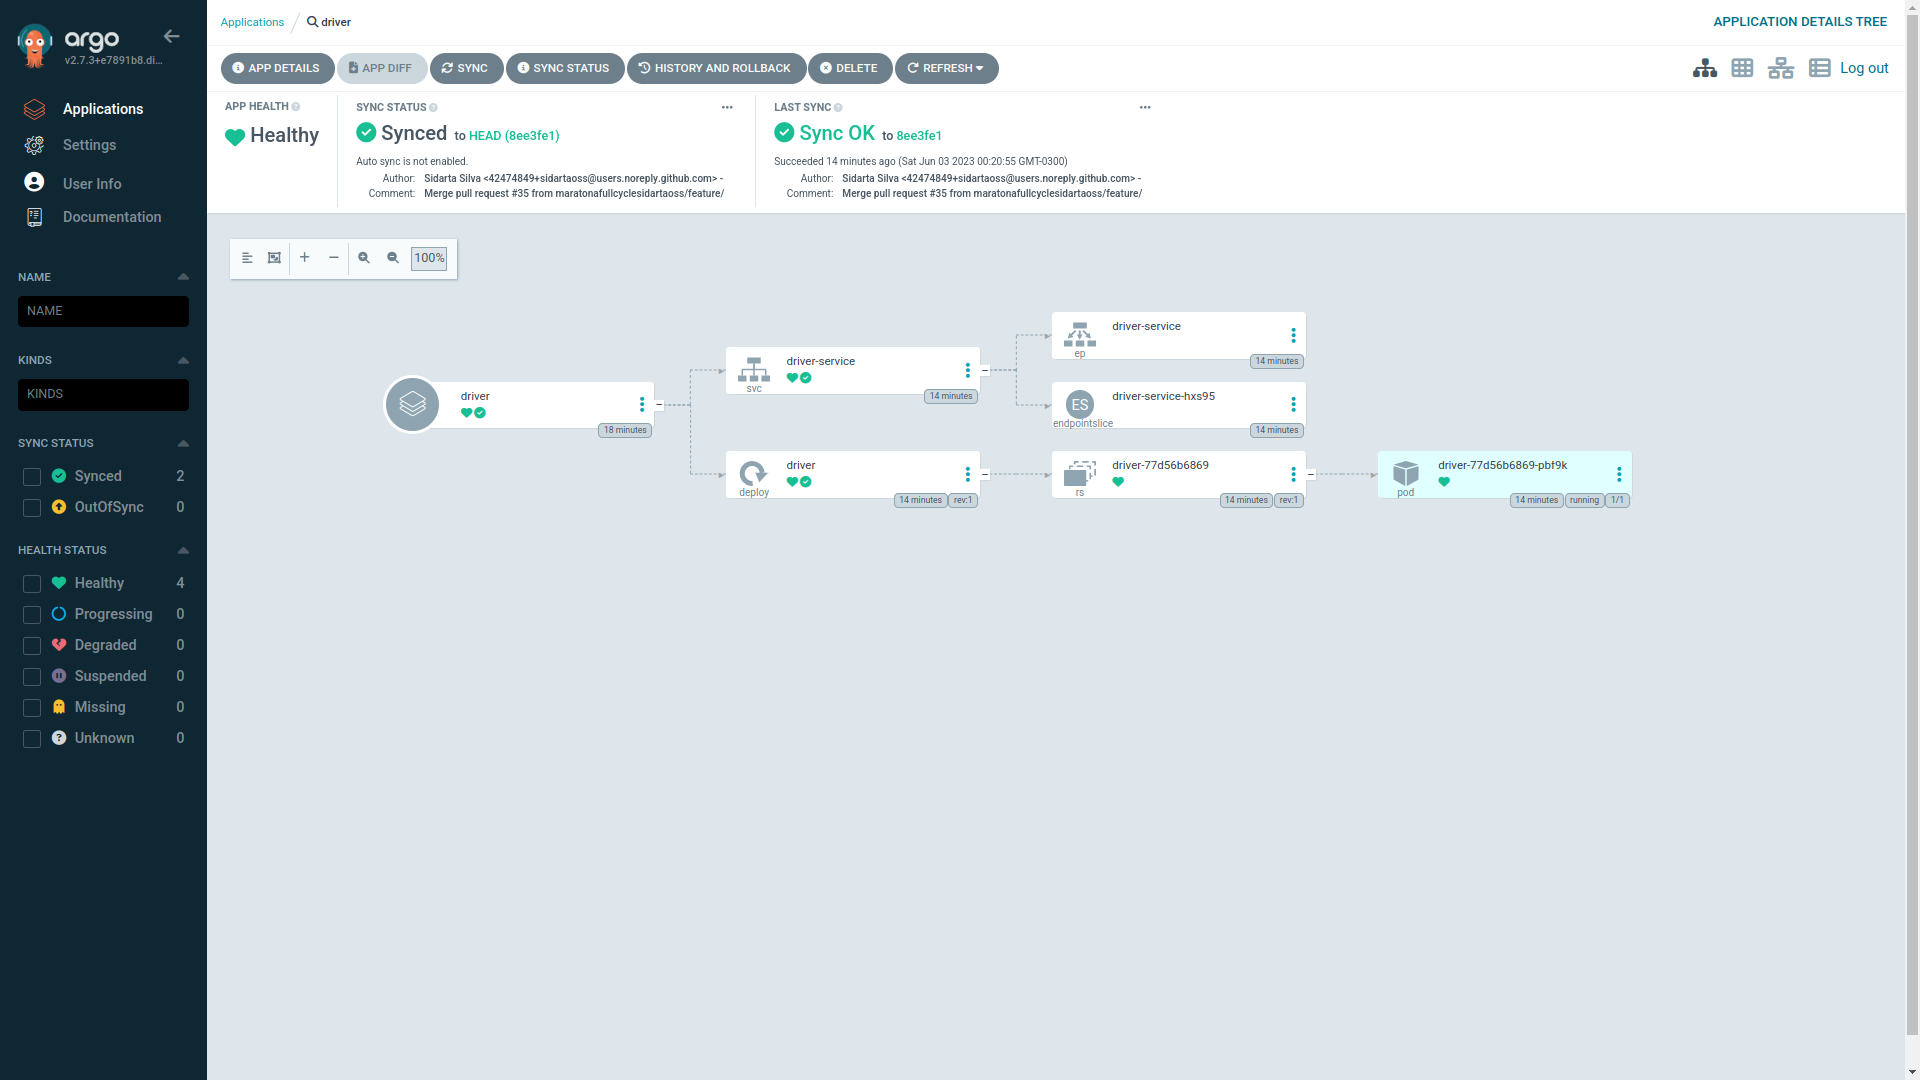 argo
v2.7.3+e7891b8.di...
Applications
Settings
User Info
Documentation
NAME
NAME
KINDS
KINDS
SYNC STATUS
Synced 2
OutOfSync 0
HEALTH STATUS
Healthy 4
Progressing 0
Degraded 0
Suspended 0
Missing 0
Unknown 0
Applications / driver
APPLICATION DETAILS TREE
APP DETAILS APP DIFF SYNC SYNC STATUS HISTORY AND ROLLBACK DELETE REFRESH
Log out
APP HEALTH
Healthy
SYNC STATUS
Synced to HEAD (8ee3fe1)
Auto sync is not enabled.
Author: Sidarta Silva <42474849+sidartaoss@users.noreply.github.com> -
Comment: Merge pull request #35 from maratonafullcyclesidartaoss/feature/
LAST SYNC
Sync OK to 8ee3fe1
Succeeded 14 minutes ago (Sat Jun 03 2023 00:20:55 GMT-0300)
Author: Sidarta Silva <42474849+sidartaoss@users.noreply.github.com> -
Comment: Merge pull request #35 from maratonafullcyclesidartaoss/feature/
100%
driver
18 minutes
driver-service
svc
14 minutes
driver
deploy
14 minutes rev:1
driver-service
ep
14 minutes
driver-service-hxs95
ES
endpointslice
14 minutes
driver-77d56b6869
rs
14 minutes rev:1
driver-77d56b6869-pbf9k
pod
14 minutes running 1/1